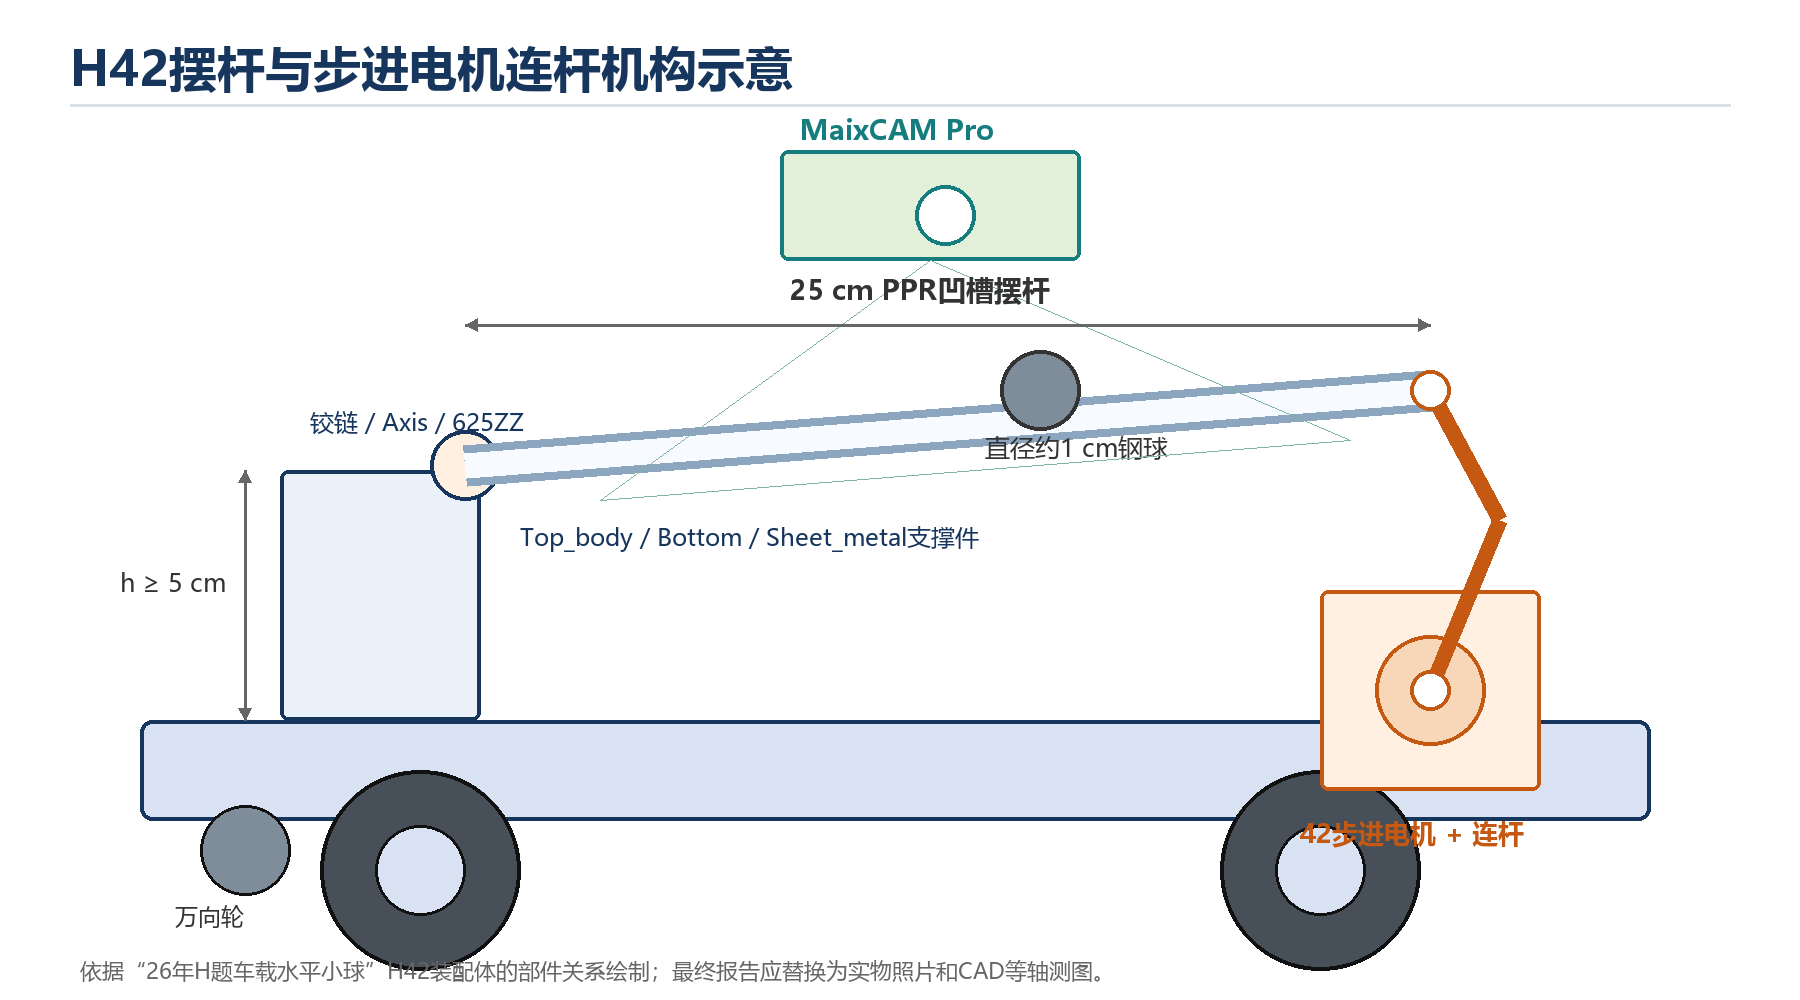 H42摆杆与步进电机连杆机构示意
MaixCAM Pro
25 cm PPR凹槽摆杆
铰链 / Axis / 625ZZ
直径约1 cm钢球
Top_body / Bottom / Sheet_metal支撑件
h ≥ 5 cm
42步进电机 + 连杆
万向轮
依据“26年H题车载水平小球”H42装配体的部件关系绘制；最终报告应替换为实物照片和CAD等轴测图。